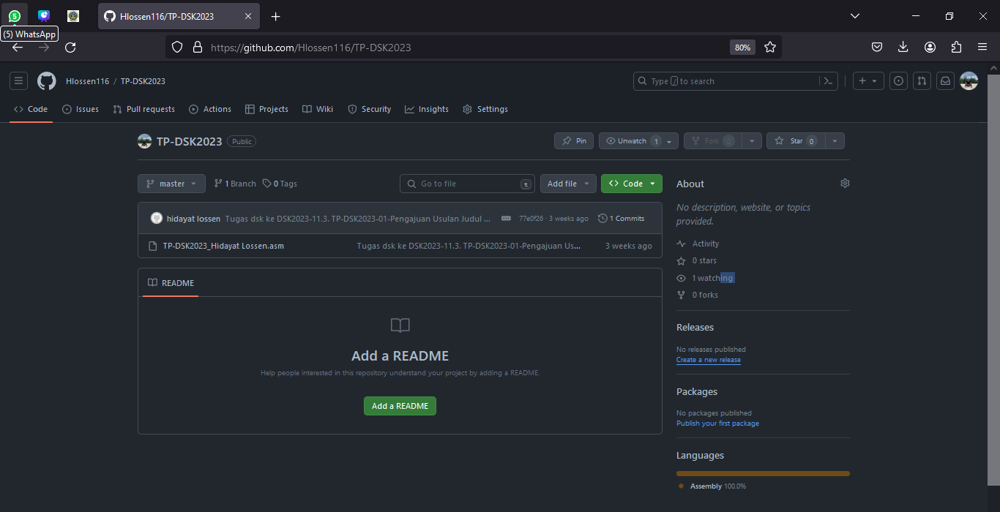 5
Hlossen116/TP-DSK2023
(5) WhatsApp
https://github.com/Hlossen116/TP-DSK2023
80%
Hlossen116 / TP-DSK2023
Type / to search
Code
Issues
Pull requests
Actions
Projects
Wiki
Security
Insights
Settings
TP-DSK2023 Public
Pin
Unwatch 1
Fork 0
Star 0
master
1 Branch
0 Tags
Go to file t
Add file
Code
hidayat lossen Tugas dsk ke DSK2023-11.3. TP-DSK2023-01-Pengajuan Usulan Judul ... 77e0f26 · 3 weeks ago 1 Commits
TP-DSK2023_Hidayat Lossen.asm Tugas dsk ke DSK2023-11.3. TP-DSK2023-01-Pengajuan Us... 3 weeks ago
README
Add a README
Help people interested in this repository understand your project by adding a README.
Add a README
About
No description, website, or topics
provided.
Activity
0 stars
1 watching
0 forks
Releases
No releases published
Create a new release
Packages
No packages published
Publish your first package
Languages
Assembly 100.0%